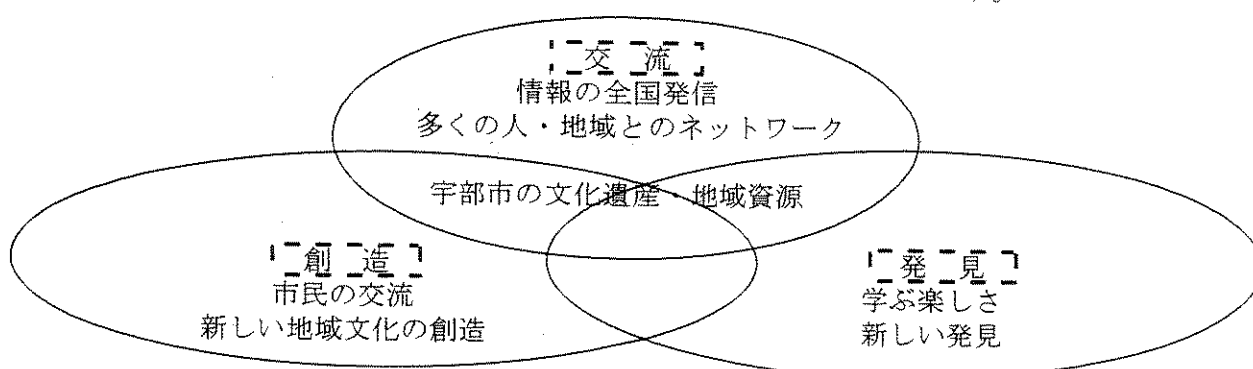 交流
情報の全国発信
多くの人・地域とのネットワーク
宇部市の文化遺産・地域資源
創造
市民の交流
新しい地域文化の創造
発見
学ぶ楽しさ
新しい発見